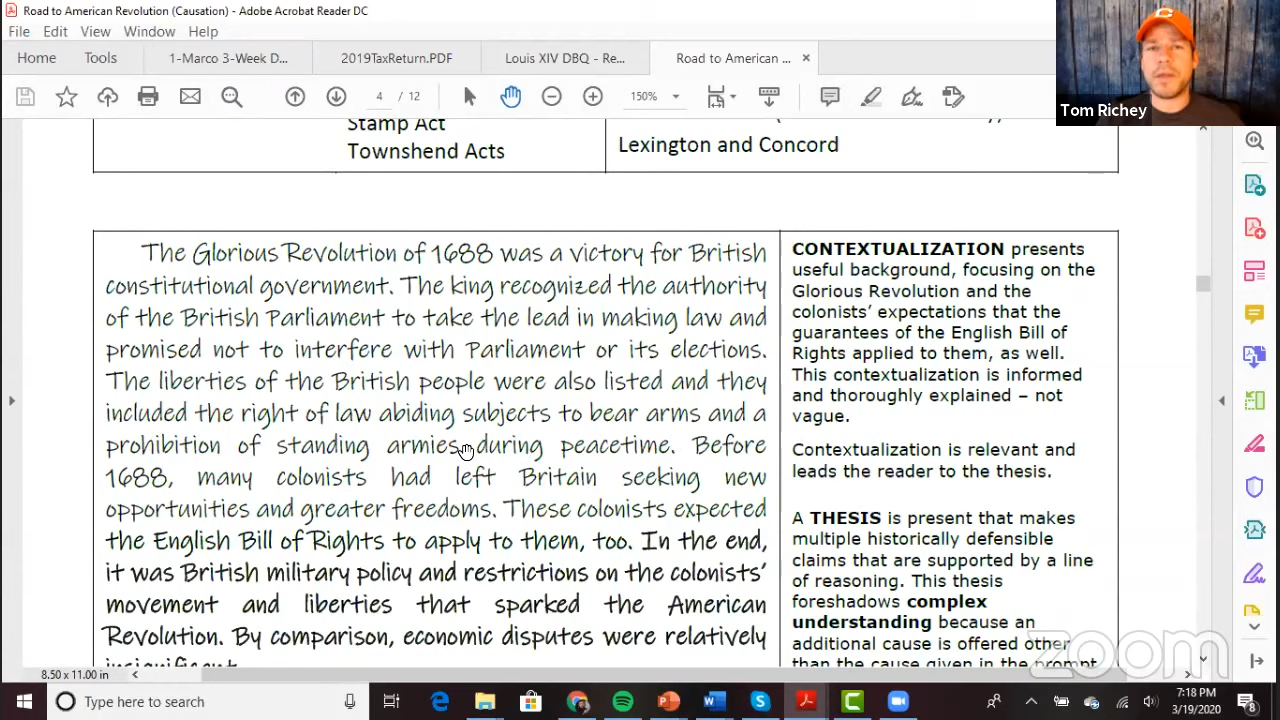 Road to American Revolution (Causation) - Adobe Acrobat Reader DC
File Edit View Window Help
Home Tools 1-Marco 3-Week D... 2019TaxReturn.PDF Louis XIV DBQ - Re... Road to American ... ×
4 / 12 150%
Tom Richey
Stamp Act
Townshend Acts
Lexington and Concord
The Glorious Revolution of 1688 was a victory for British
constitutional government. The king recognized the authority
of the British Parliament to take the lead in making law and
promised not to interfere with Parliament or its elections.
The liberties of the British people were also listed and they
included the right of law abiding subjects to bear arms and a
prohibition of standing armies during peacetime. Before
1688, many colonists had left Britain seeking new
opportunities and greater freedoms. These colonists expected
the English Bill of Rights to apply to them, too. In the end,
it was British military policy and restrictions on the colonists'
movement and liberties that sparked the American
Revolution. By comparison, economic disputes were relatively
insignificant.
CONTEXTUALIZATION presents
useful background, focusing on the
Glorious Revolution and the
colonists' expectations that the
guarantees of the English Bill of
Rights applied to them, as well.
This contextualization is informed
and thoroughly explained – not
vague.
Contextualization is relevant and
leads the reader to the thesis.
A THESIS is present that makes
multiple historically defensible
claims that are supported by a line
of reasoning. This thesis
foreshadows complex
understanding because an
additional cause is offered other
than the cause given in the prompt
zoom
8.50 x 11.00 in
Type here to search
7:18 PM
3/19/2020
8